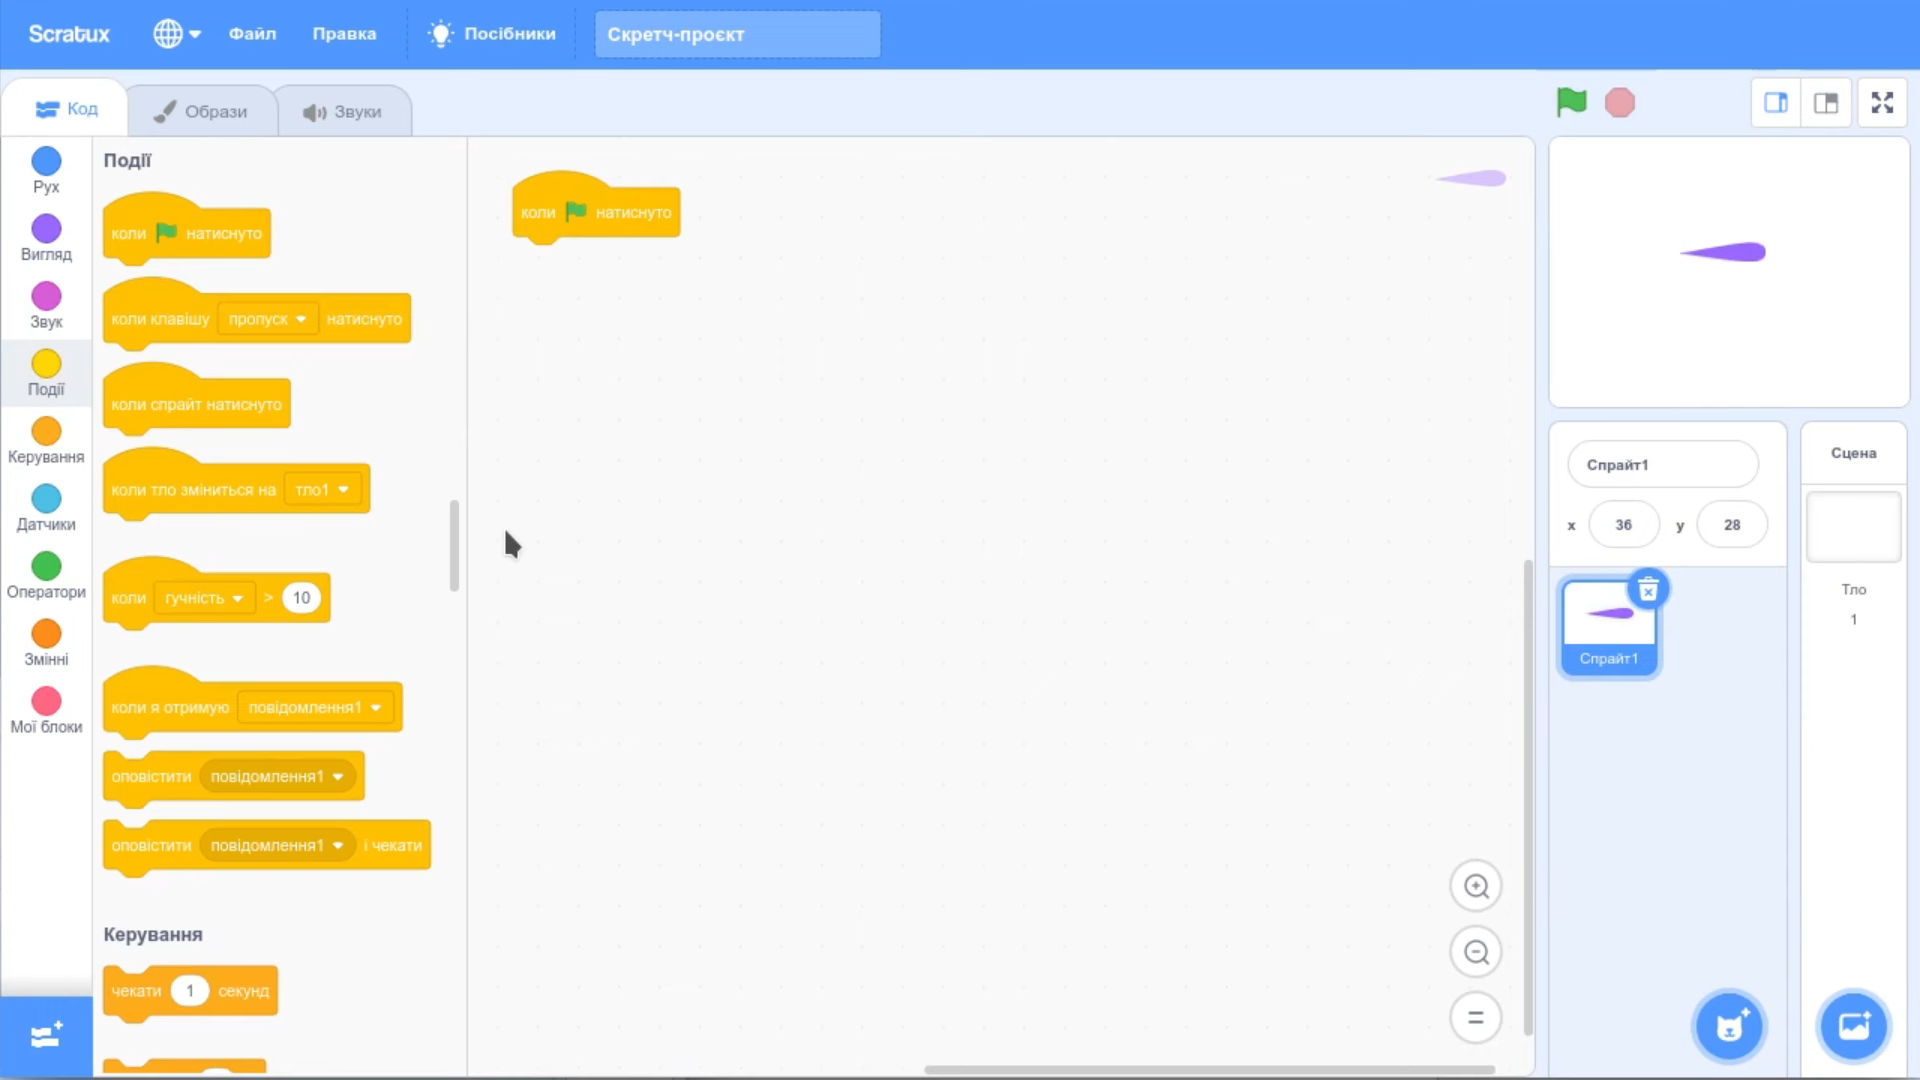 Scratux
Файл
Правка
Посібники
Скретч-проєкт
Код
Образи
Звуки
Рух
Вигляд
Звук
Події
Керування
Датчики
Оператори
Змінні
Мої блоки
Події
коли натиснуто
коли клавішу пропуск натиснуто
коли спрайт натиснуто
коли тло зміниться на тло1
коли гучність > 10
коли я отримую повідомлення1
оповістити повідомлення1
оповістити повідомлення1 і чекати
Керування
чекати 1 секунд
коли натиснуто
Спрайт1
x 36 y 28
Спрайт1
Сцена
Тло
1